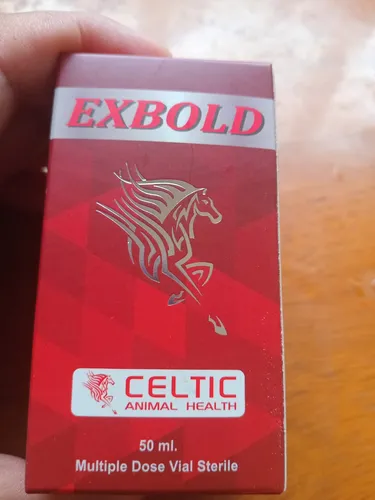 EXBOLD
CELTIC
ANIMAL HEALTH
50 ml.
Multiple Dose Vial Sterile